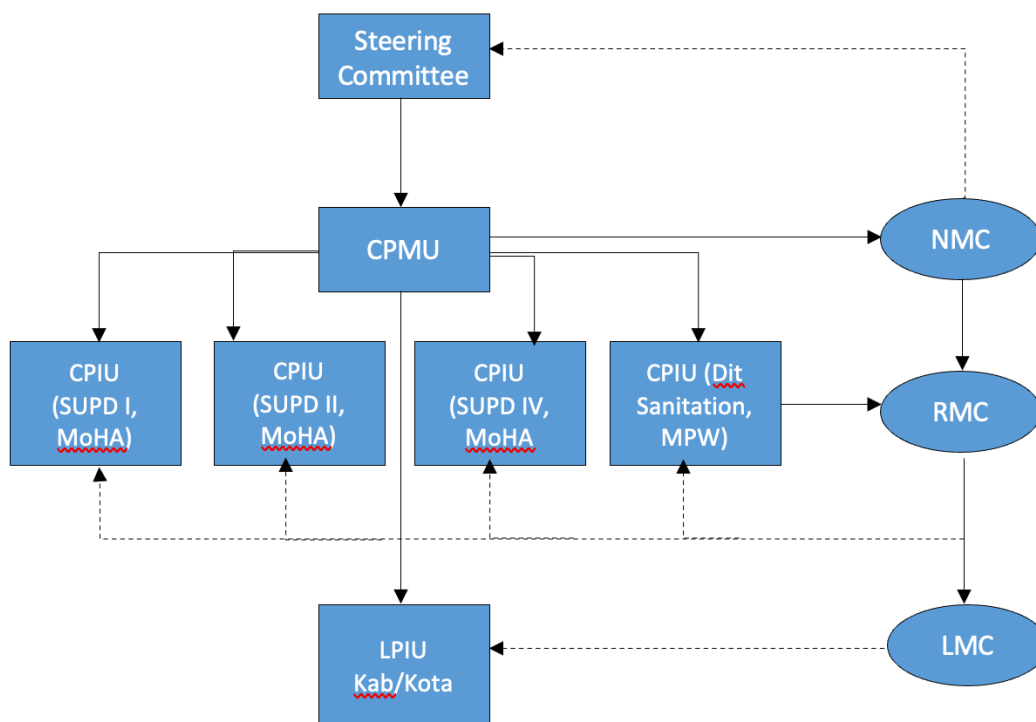 Steering
Committee
CPMU
NMC
CPIU
(SUPD I,
MoHA)
CPIU
(SUPD II,
MoHA)
CPIU
(SUPD IV,
MoHA
CPIU (Dit
Sanitation,
MPW)
RMC
LPIU
Kab/Kota
LMC